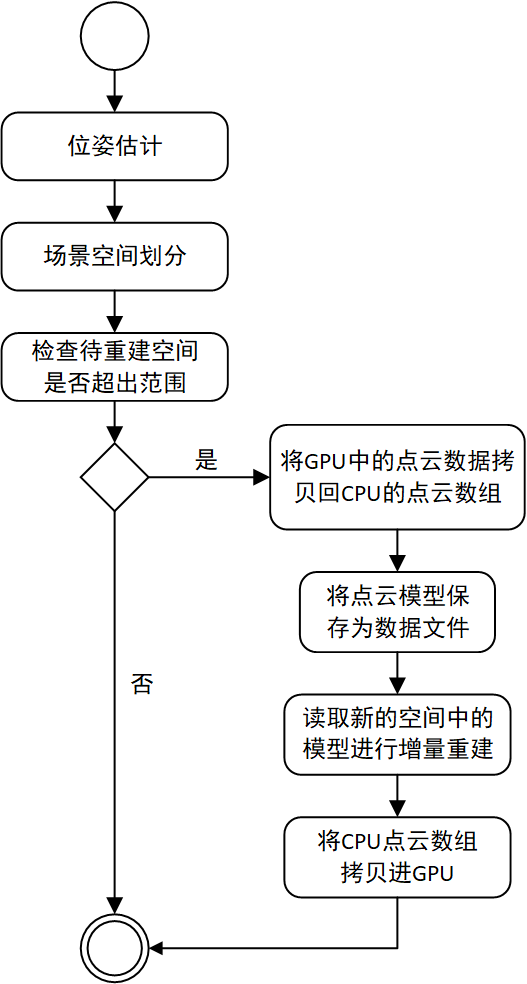 位姿估计
场景空间划分
检查待重建空间
是否超出范围
是
将GPU中的点云数据拷
贝回CPU的点云数组
将点云模型保
存为数据文件
否
读取新的空间中的
模型进行增量重建
将CPU点云数组
拷贝进GPU